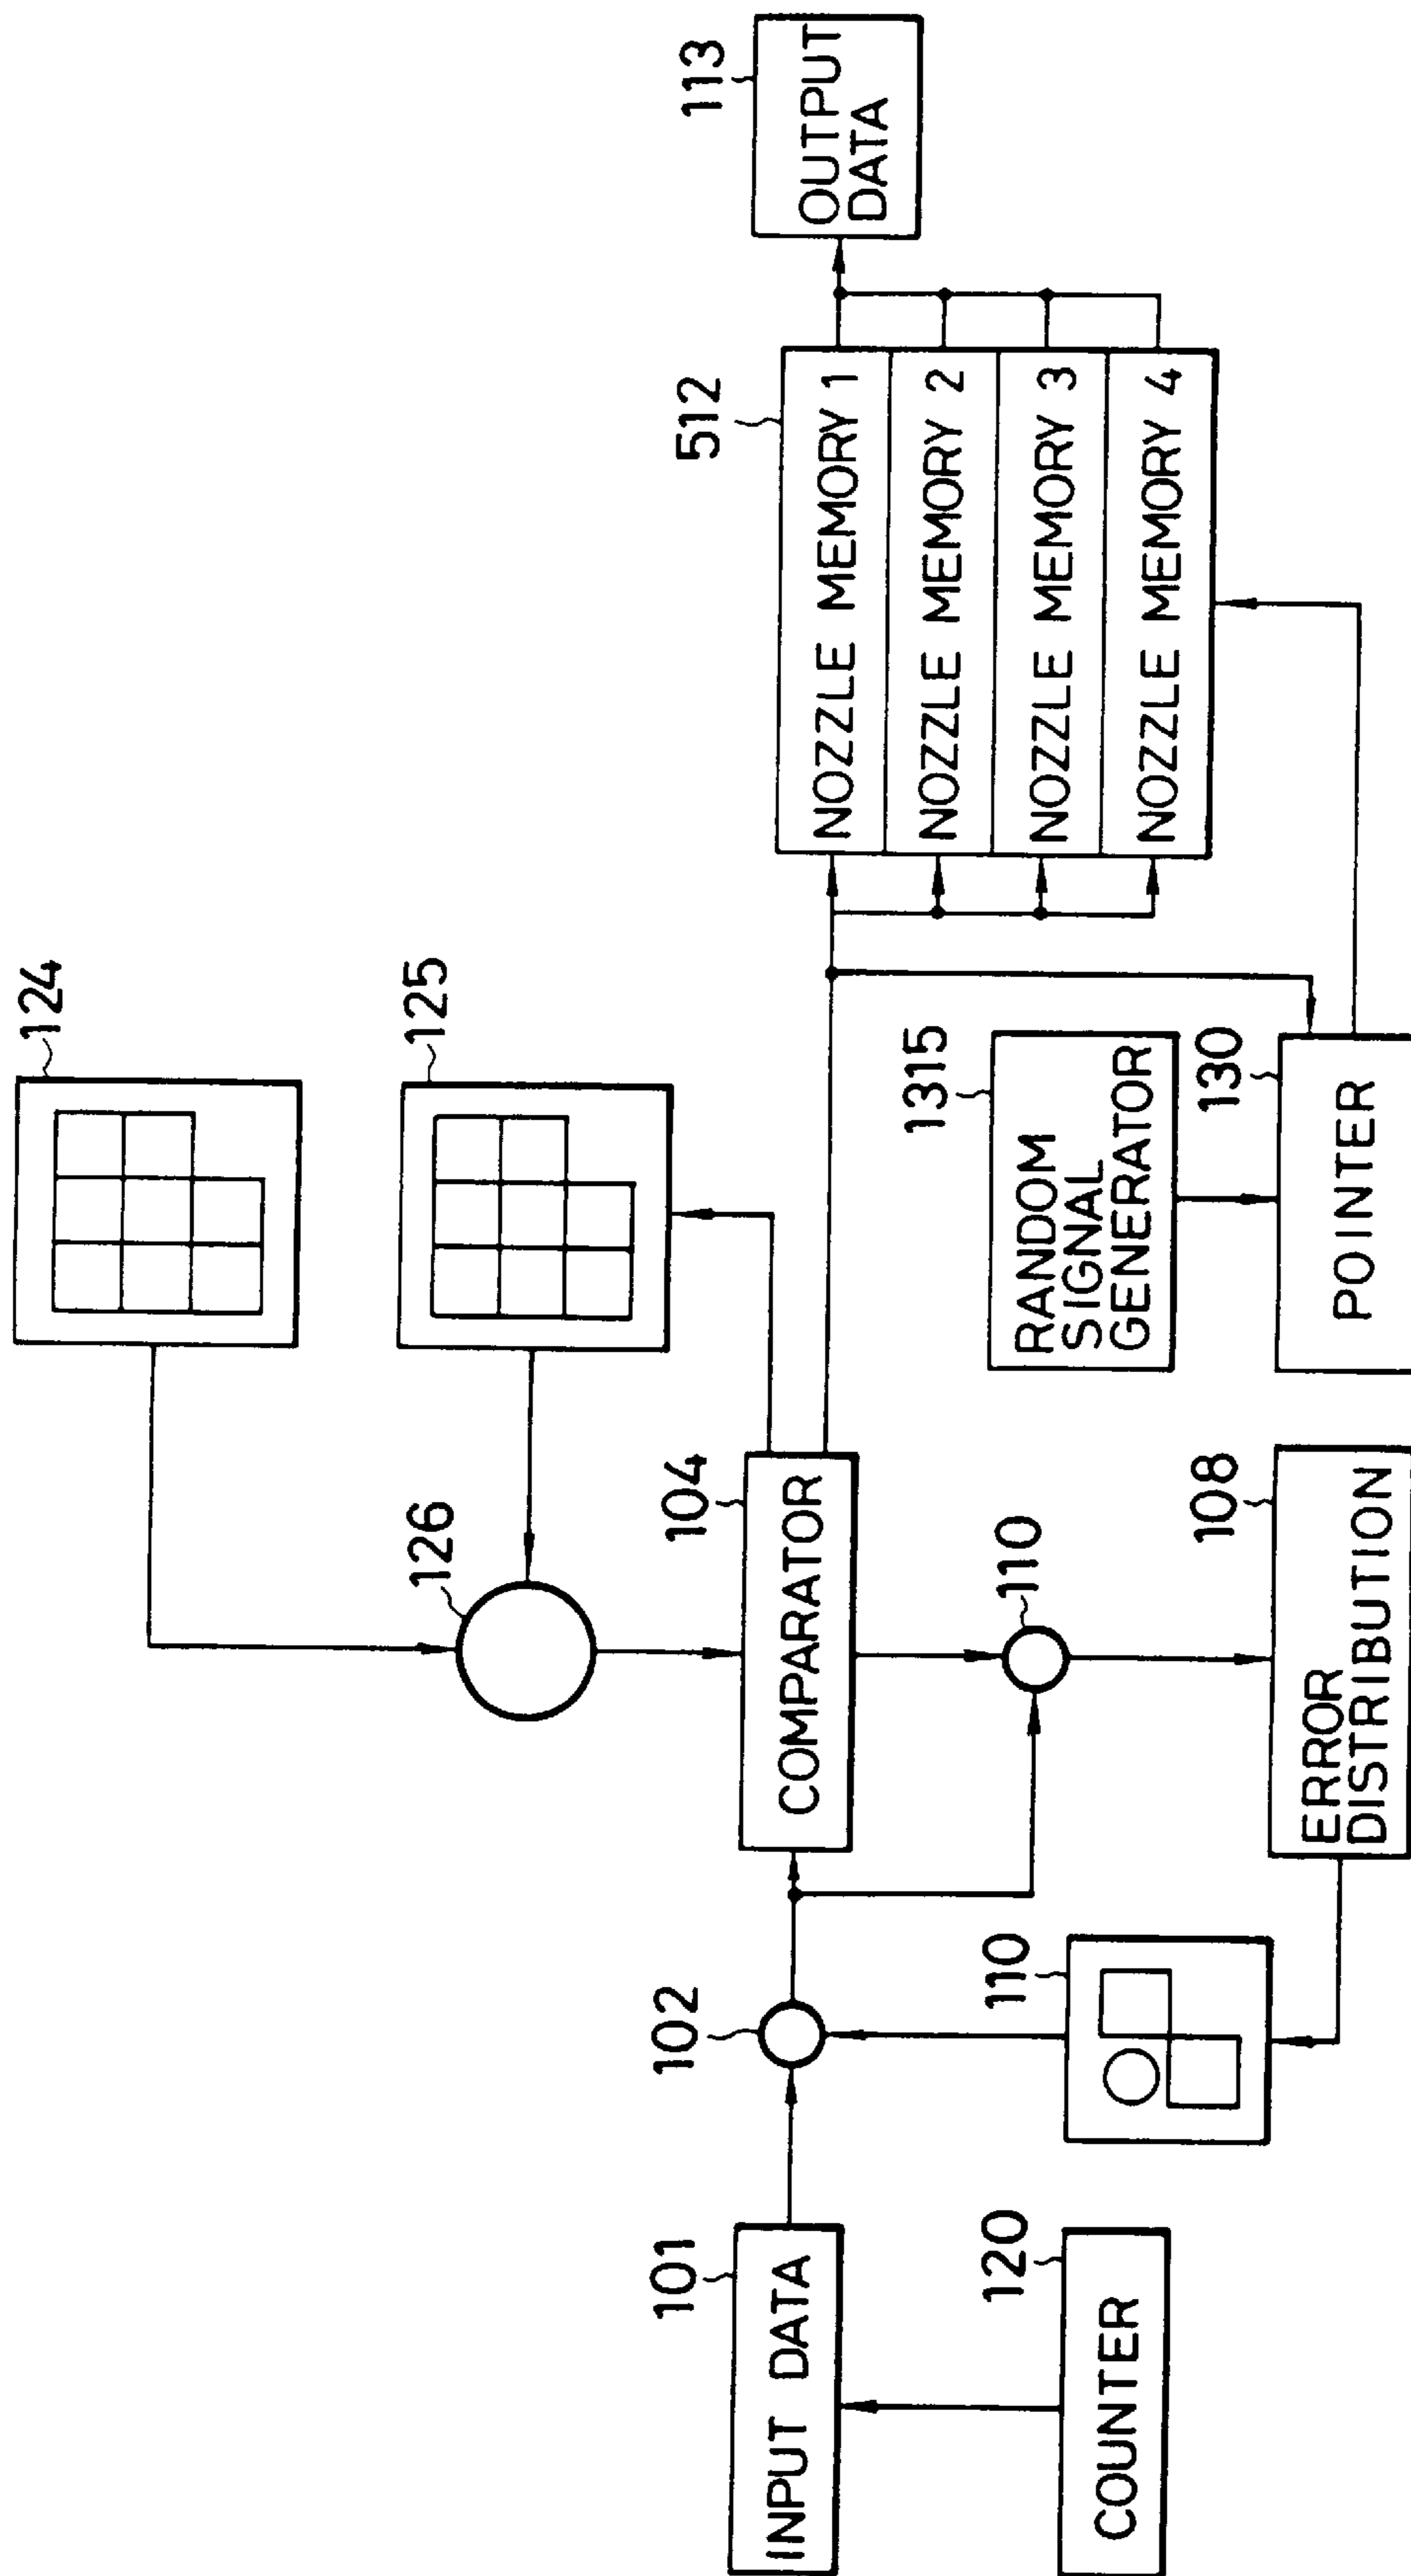 124
125
126
113
OUTPUT
DATA
512
NOZZLE MEMORY 1
NOZZLE MEMORY 2
NOZZLE MEMORY 3
NOZZLE MEMORY 4
104
COMPARATOR
102
101
INPUT DATA
1315
RANDOM
SIGNAL
GENERATOR
110
110
120
COUNTER
108
ERROR
DISTRIBUTION
130
POINTER